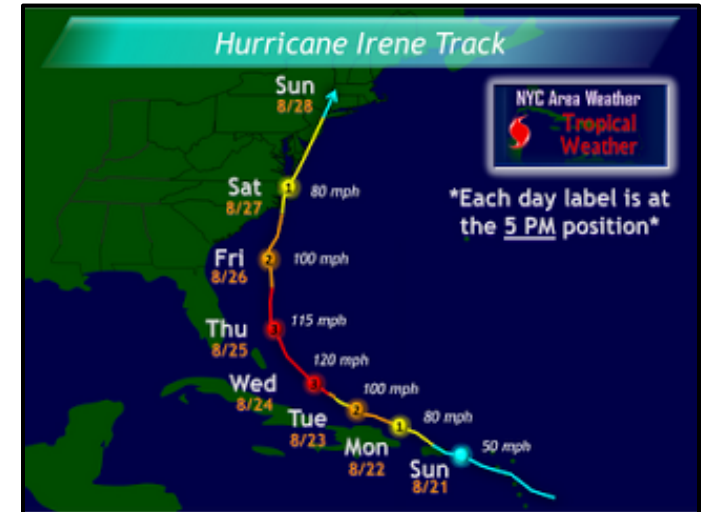 Hurricane Irene Track
NYC Area Weather
Tropical
Weather
*Each day label is at
the 5 PM position*
Sun
8/28
Sat
8/27
1
80 mph
Fri
8/26
2
100 mph
Thu
8/25
3
115 mph
Wed
8/24
3
120 mph
Tue
8/23
2
100 mph
Mon
8/22
1
80 mph
Sun
8/21
50 mph